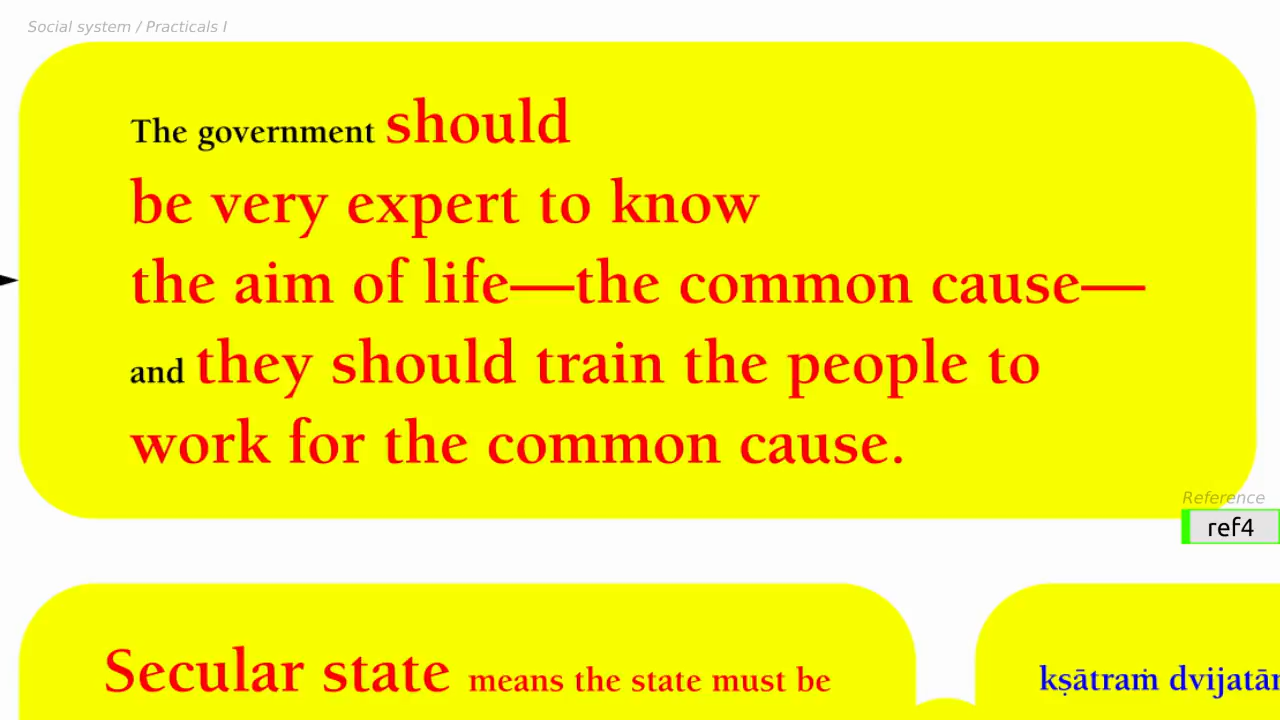 Social system / Practicals I
The government should
be very expert to know
the aim of life—the common cause—
and they should train the people to
work for the common cause.
Reference
ref4
Secular state means the state must be
kṣātraṁ